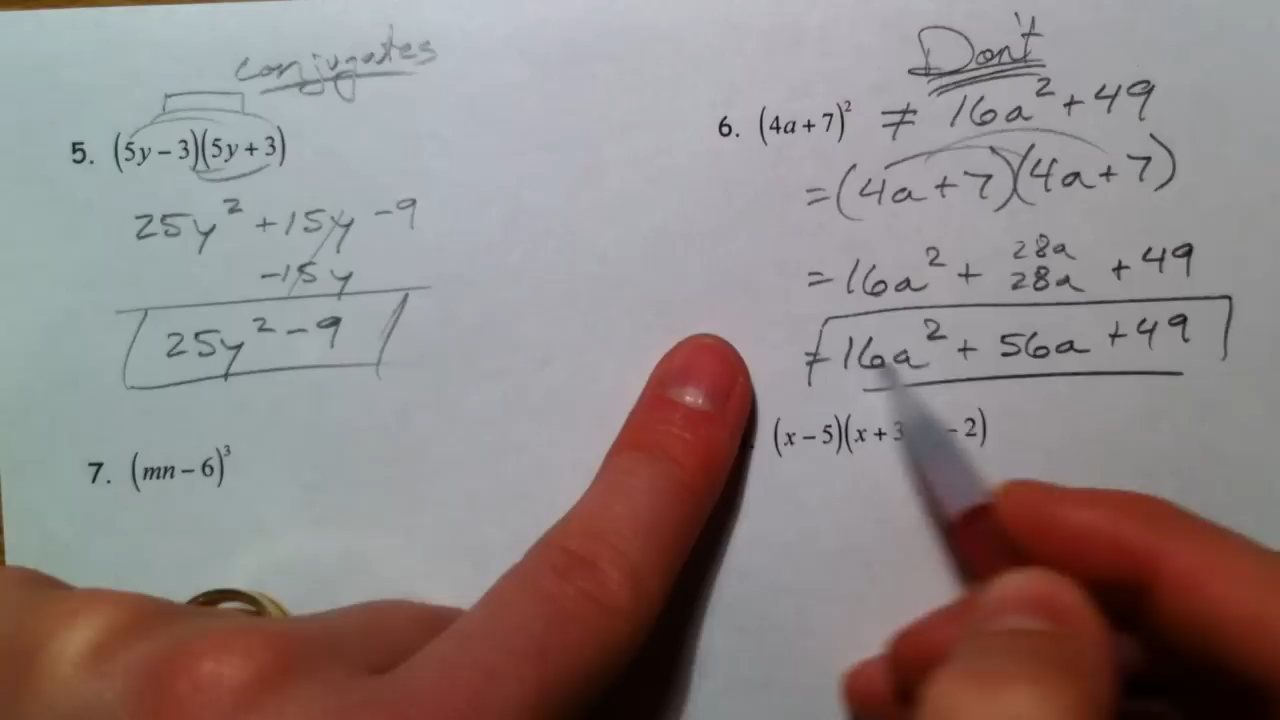 conjugates
5. (5y − 3)(5y + 3)
25y² + 15y − 9
− 15y
25y² − 9
7. (mn − 6)³
Don't
6. (4a + 7)² ≠ 16a² + 49
= (4a + 7)(4a + 7)
28a
= 16a² + 28a + 49
= 16a² + 56a + 49
(x − 5)(x + 3 − 2)